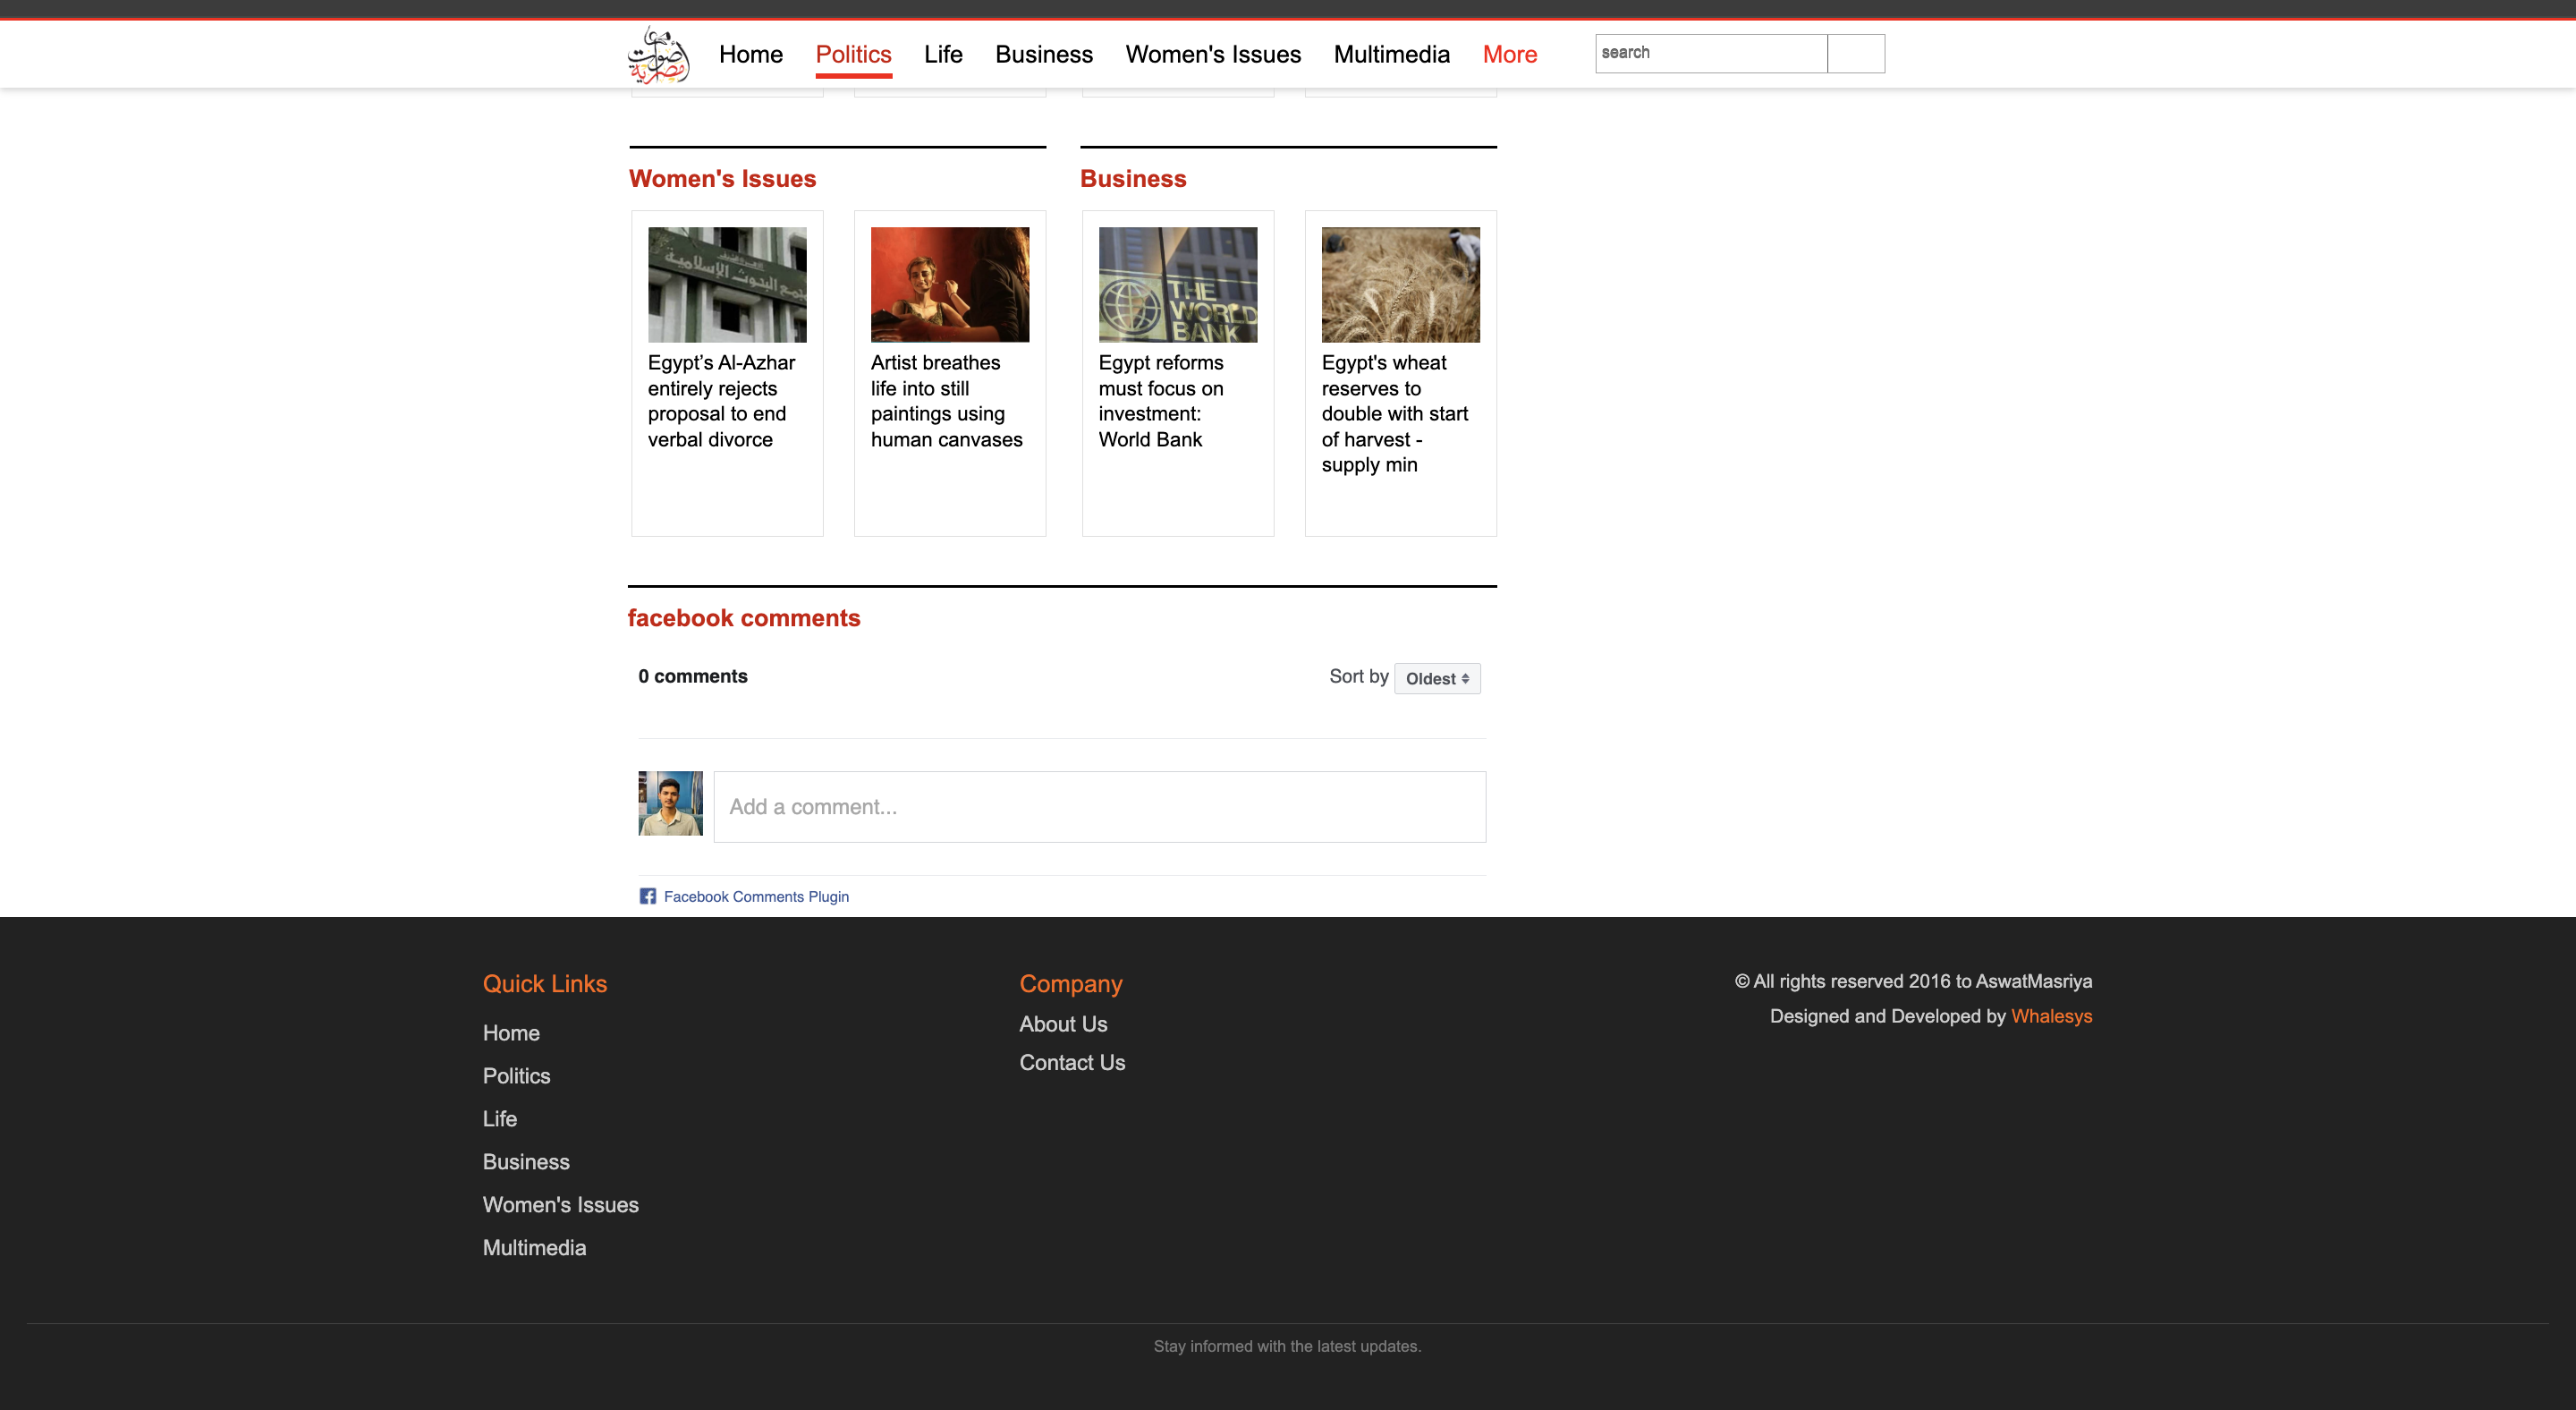 أصوات
مصرية
Home Politics Life Business Women's Issues Multimedia More search
Women's Issues
Business
مجمع البحوث الإسلامية
THE
WORLD
BANK
Egypt’s Al-Azhar
entirely rejects
proposal to end
verbal divorce
Artist breathes
life into still
paintings using
human canvases
Egypt reforms
must focus on
investment:
World Bank
Egypt's wheat
reserves to
double with start
of harvest -
supply min
facebook comments
0 comments
Sort by Oldest
Add a comment...
Facebook Comments Plugin
Quick Links
Home
Politics
Life
Business
Women's Issues
Multimedia
Company
About Us
Contact Us
© All rights reserved 2016 to AswatMasriya
Designed and Developed by Whalesys
Stay informed with the latest updates.